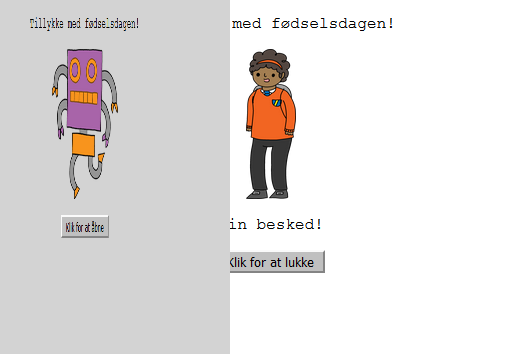 Tillykke med fødselsdagen!
Klik for at åbne
med fødselsdagen!
in besked!
Klik for at lukke